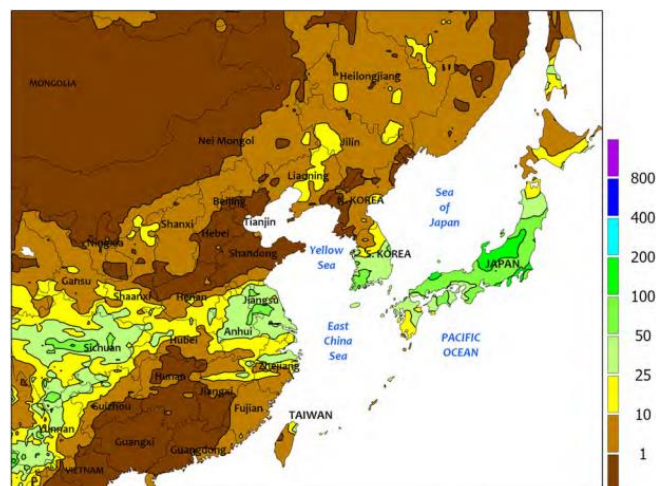 MONGOLIA
Heilongjiang
Nei Mongol
Jilin
Liaoning
Beijing
N. KOREA
Sea
of
Japan
Tianjin
Shanxi
Hebei
Ningxia
Shandong
Yellow
Sea
S. KOREA
JAPAN
Gansu
Shaanxi
Henan
Jiangsu
Anhui
East
China
Sea
PACIFIC
OCEAN
Sichuan
Hubei
Zhejiang
Hunan
Jiangxi
Guizhou
Fujian
TAIWAN
Yunnan
Guangxi
Guangdong
VIETNAM
800
400
200
100
50
25
10
1